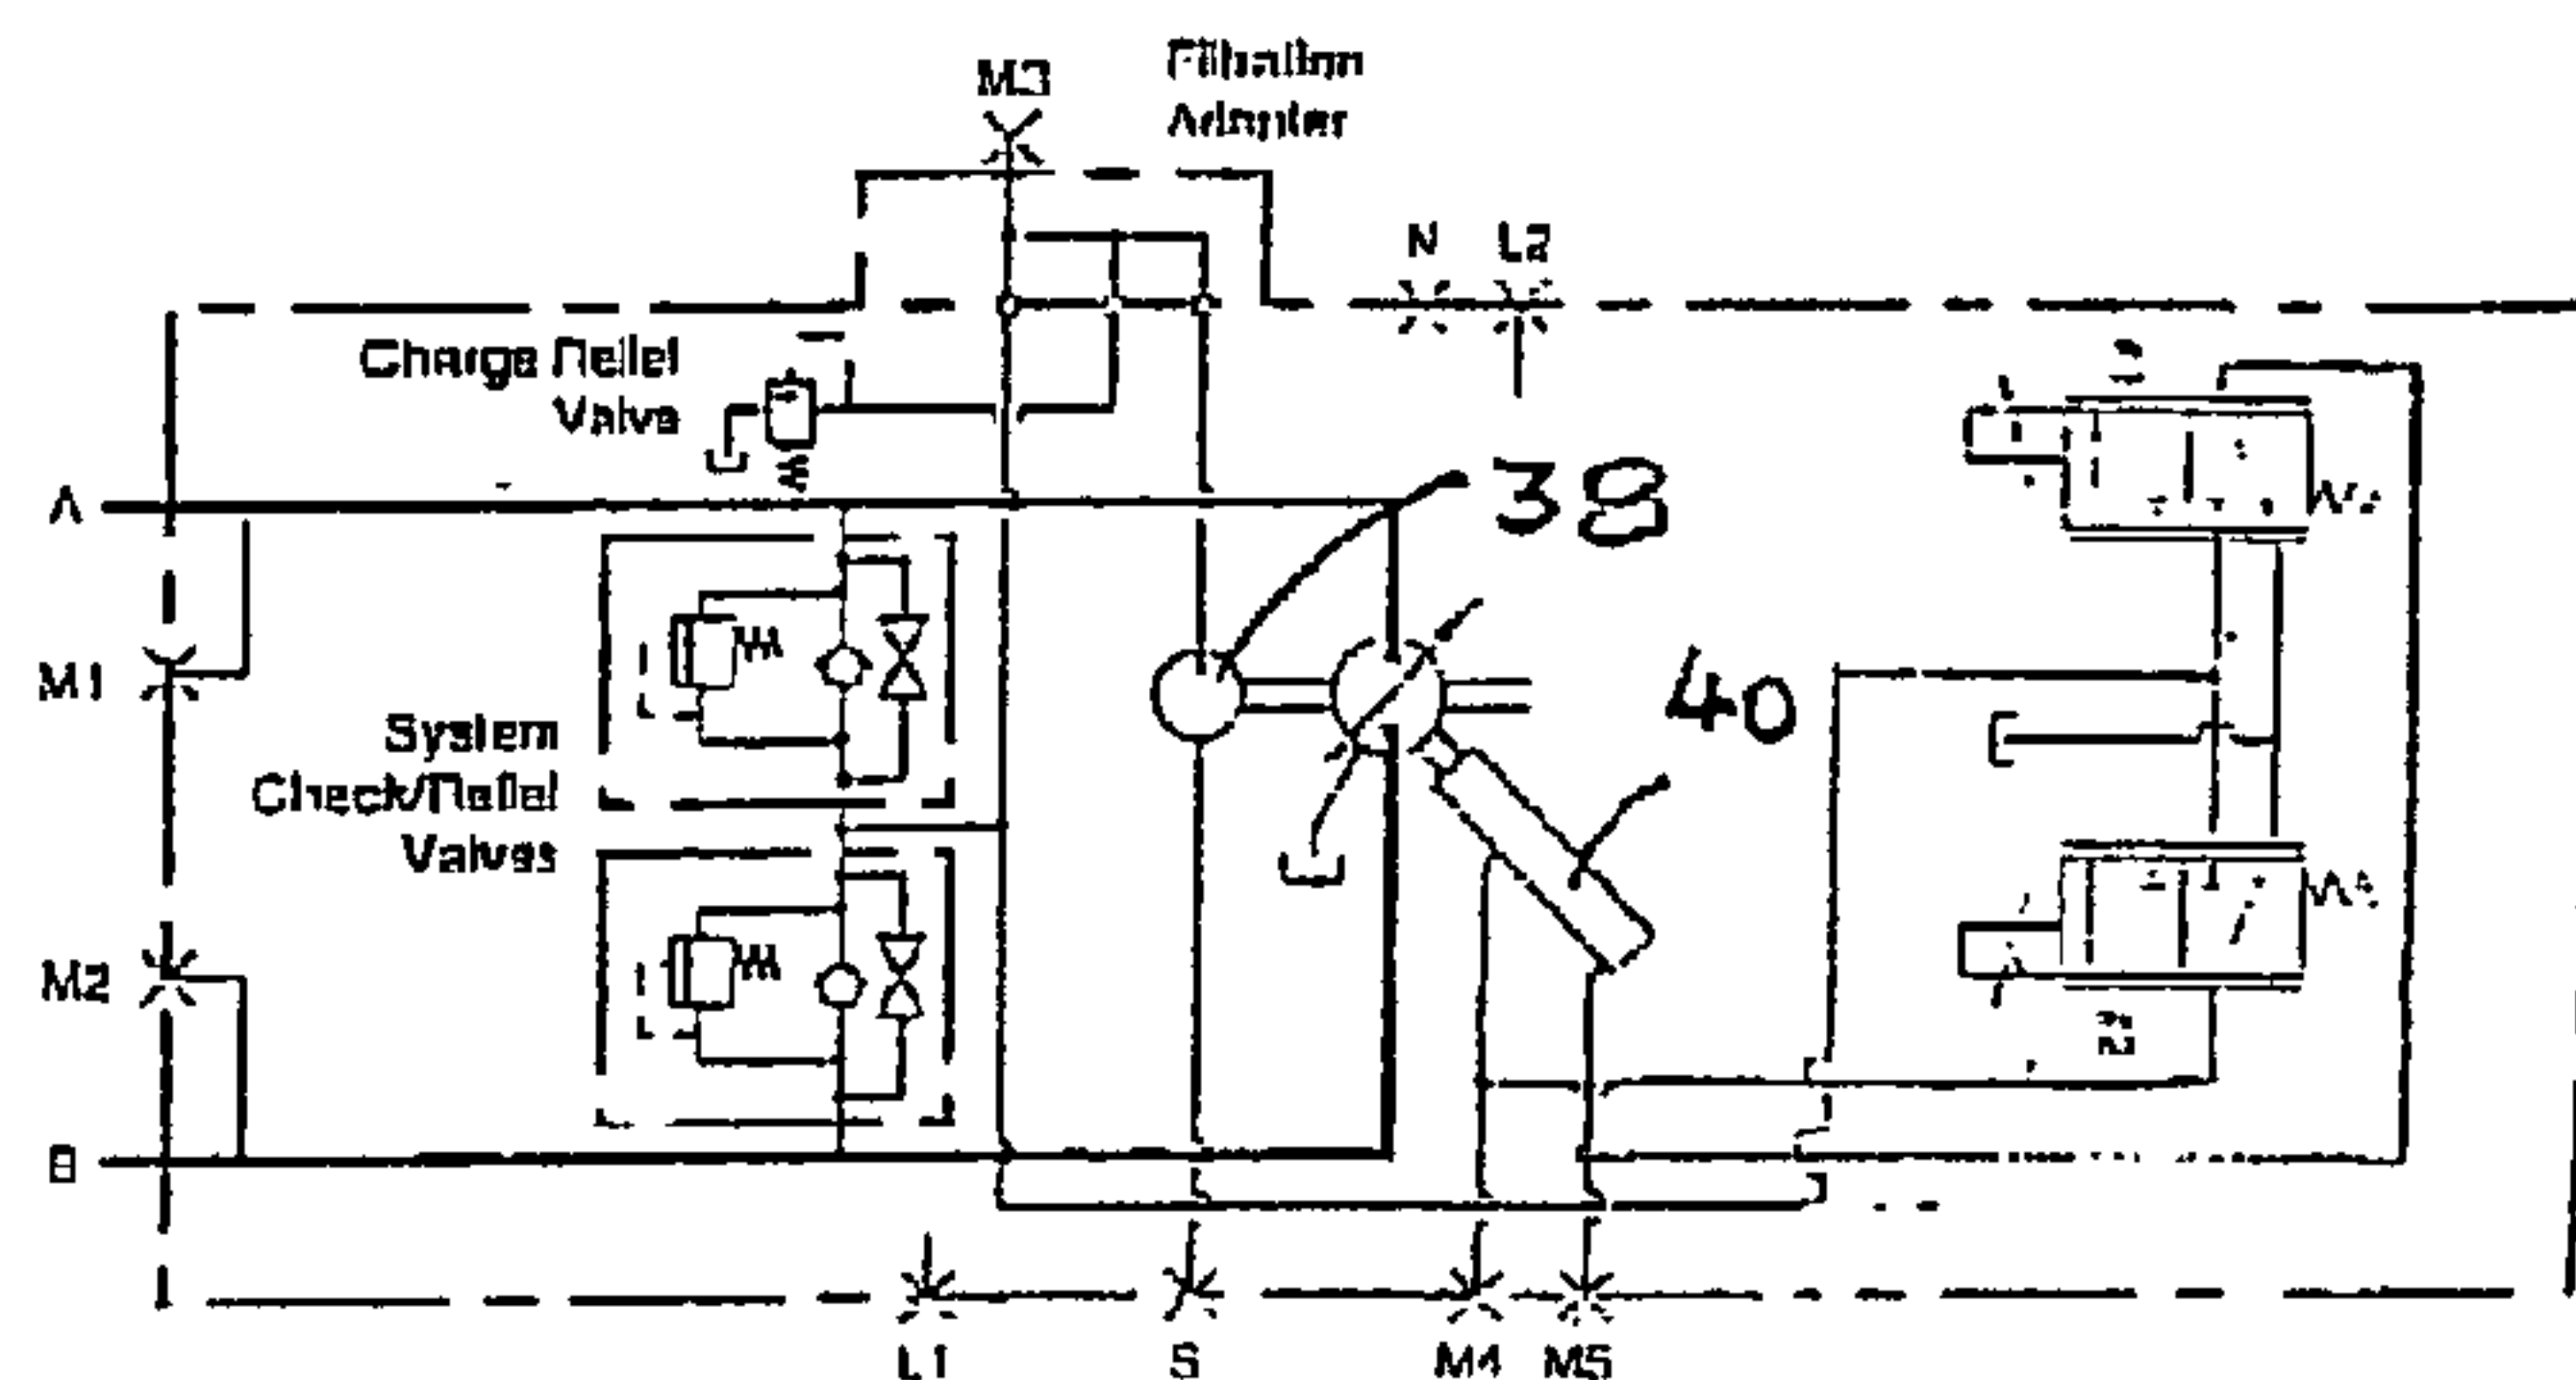 M3
Filtration
Adapter
N
L2
Charge Relief
Valve
A
38
M1
40
System
Check/Relief
Valves
M2
B
L1
S
M4
M5